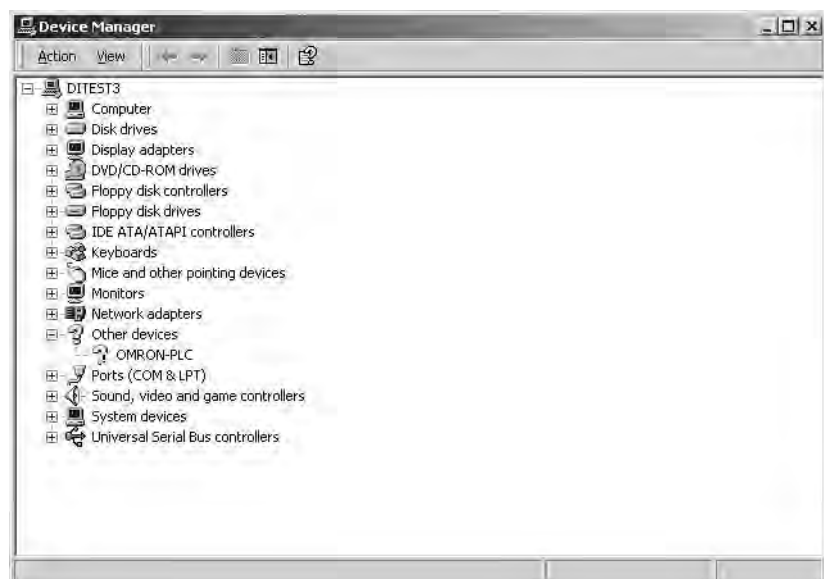 Device Manager
Action View
DITEST3
Computer
Disk drives
Display adapters
DVD/CD-ROM drives
Floppy disk controllers
Floppy disk drives
IDE ATA/ATAPI controllers
Keyboards
Mice and other pointing devices
Monitors
Network adapters
Other devices
OMRON-PLC
Ports (COM & LPT)
Sound, video and game controllers
System devices
Universal Serial Bus controllers